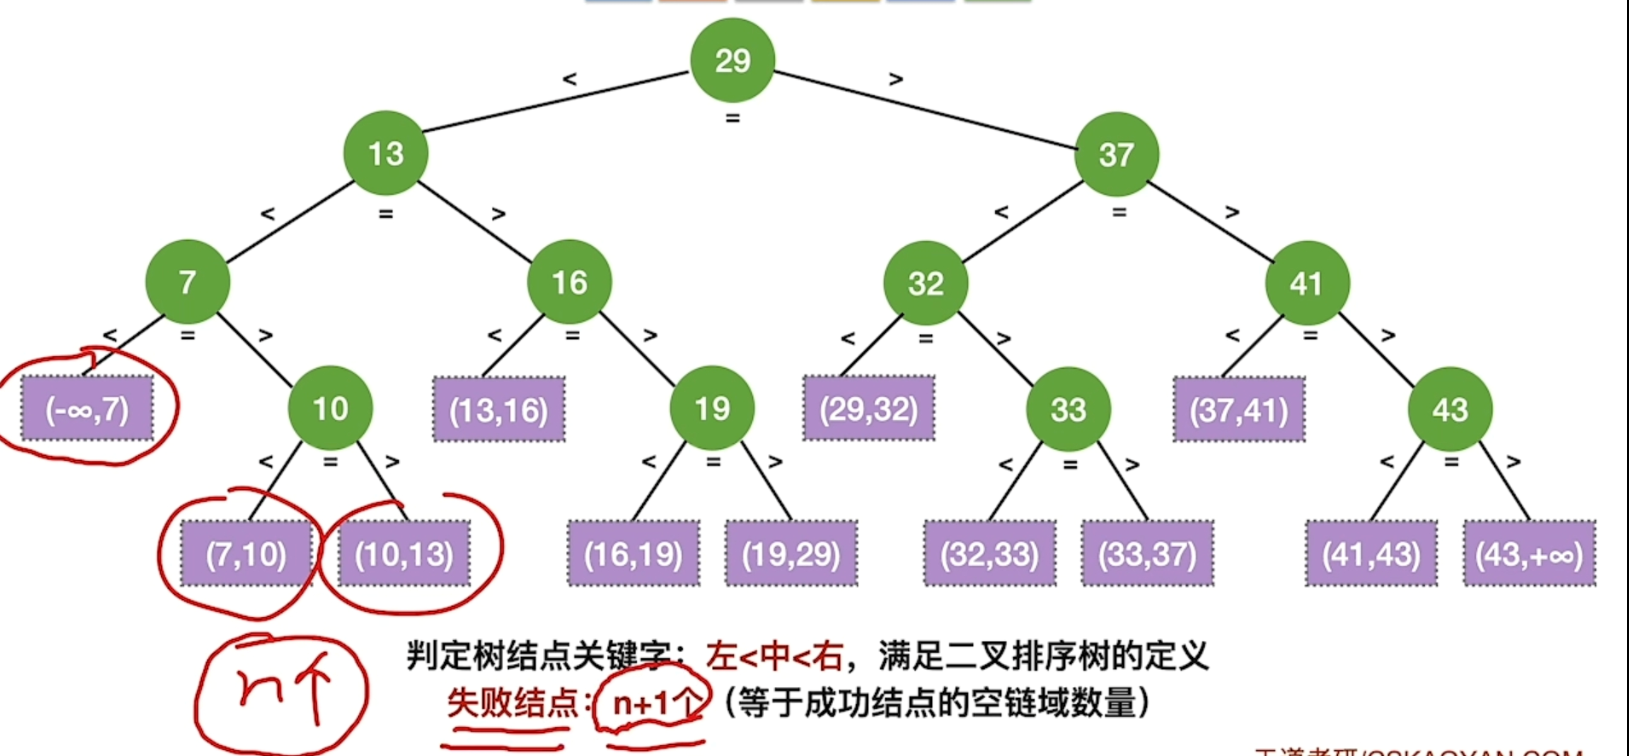 29
< >
=
13 37
< = > < = >
7 16 32 41
< = > < = > < = > < = >
(-∞,7) 10 (13,16) 19 (29,32) 33 (37,41) 43
< = > < = > < = > < = >
(7,10) (10,13) (16,19) (19,29) (32,33) (33,37) (41,43) (43,+∞)
判定树结点关键字：左<中<右，满足二叉排序树的定义
n个
失败结点：n+1个（等于成功结点的空链域数量）